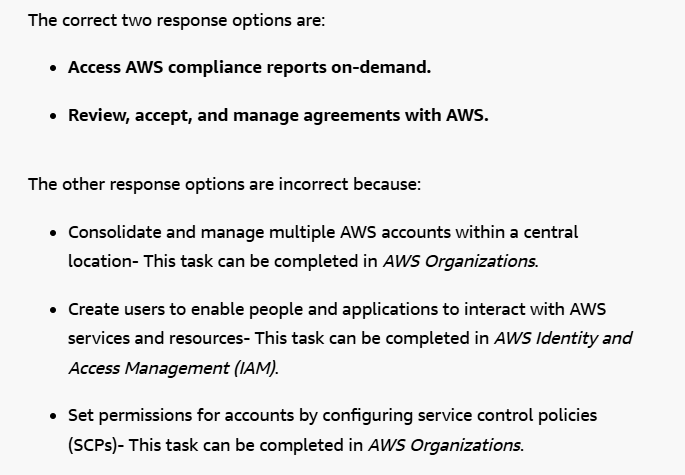 The correct two response options are:
• Access AWS compliance reports on-demand.
• Review, accept, and manage agreements with AWS.
The other response options are incorrect because:
• Consolidate and manage multiple AWS accounts within a central
location- This task can be completed in AWS Organizations.
• Create users to enable people and applications to interact with AWS
services and resources- This task can be completed in AWS Identity and
Access Management (IAM).
• Set permissions for accounts by configuring service control policies
(SCPs)- This task can be completed in AWS Organizations.